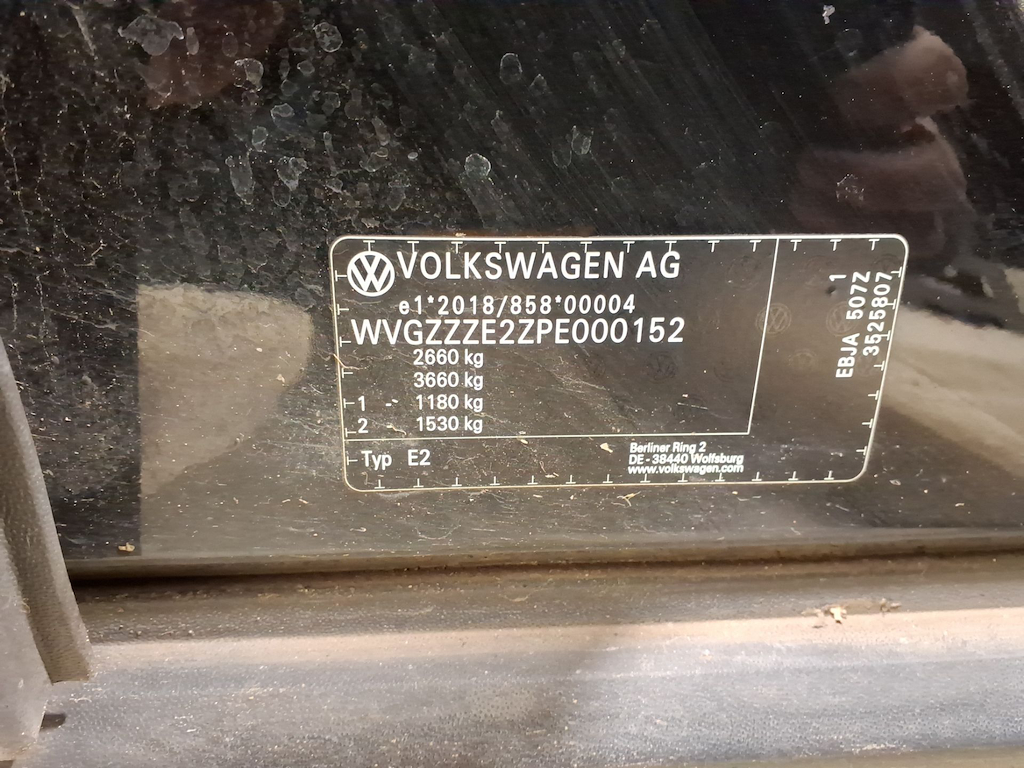 VOLKSWAGEN AG
e1*2018/858*00004
WVGZZZE2ZPE000152
2660 kg
3660 kg
1 - 1180 kg
2 - 1530 kg
Typ E2
Berliner Ring 2
DE - 38440 Wolfsburg
www.volkswagen.com
EBJA 507Z 1
3525807